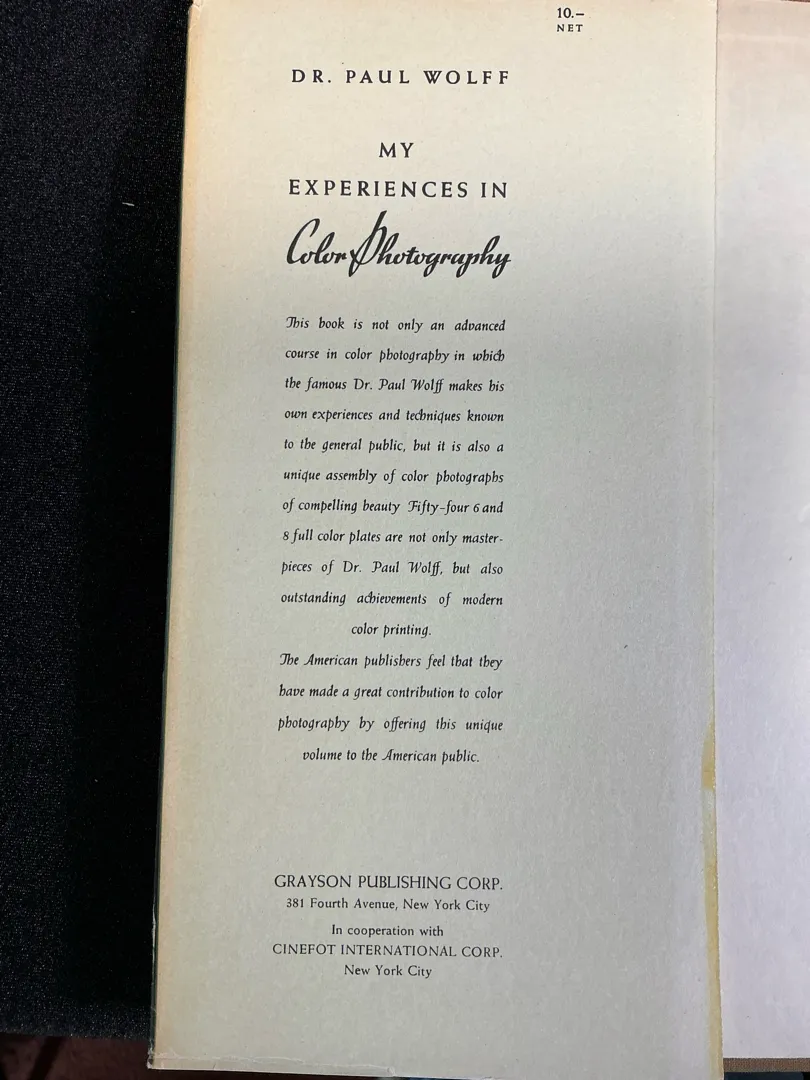 10.–
NET
DR. PAUL WOLFF
MY
EXPERIENCES IN
Color Photography
This book is not only an advanced
course in color photography in which
the famous Dr. Paul Wolff makes his
own experiences and techniques known
to the general public, but it is also a
unique assembly of color photographs
of compelling beauty Fifty-four 6 and
8 full color plates are not only master-
pieces of Dr. Paul Wolff, but also
outstanding achievements of modern
color printing.
The American publishers feel that they
have made a great contribution to color
photography by offering this unique
volume to the American public.
GRAYSON PUBLISHING CORP.
381 Fourth Avenue, New York City
In cooperation with
CINEFOT INTERNATIONAL CORP.
New York City